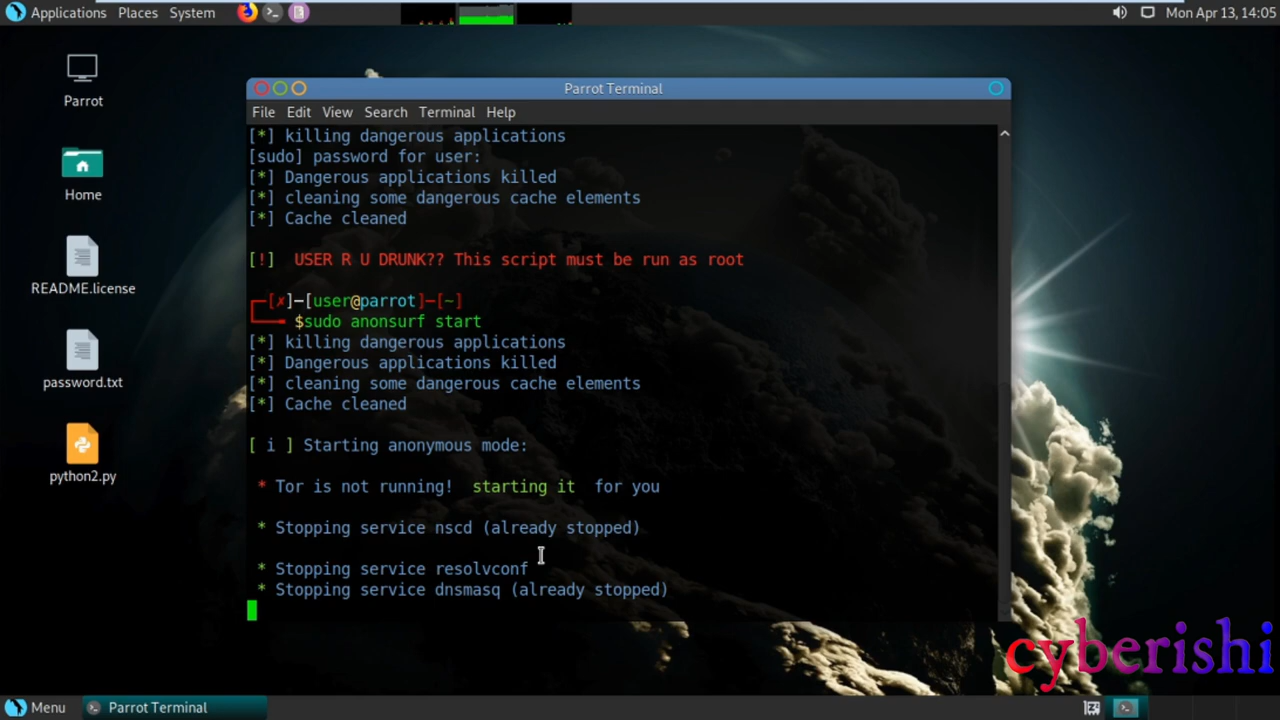 Applications Places System
Mon Apr 13, 14:05
Parrot
Home
README.license
password.txt
python2.py
Parrot Terminal
File Edit View Search Terminal Help
[*] killing dangerous applications
[sudo] password for user:
[*] Dangerous applications killed
[*] cleaning some dangerous cache elements
[*] Cache cleaned
[!] USER R U DRUNK?? This script must be run as root
┌─[✗]─[user@parrot]─[~]
└──╼ $sudo anonsurf start
[*] killing dangerous applications
[*] Dangerous applications killed
[*] cleaning some dangerous cache elements
[*] Cache cleaned
[ i ] Starting anonymous mode:
* Tor is not running! starting it for you
* Stopping service nscd (already stopped)
* Stopping service resolvconf
* Stopping service dnsmasq (already stopped)
cyberishi
Menu Parrot Terminal